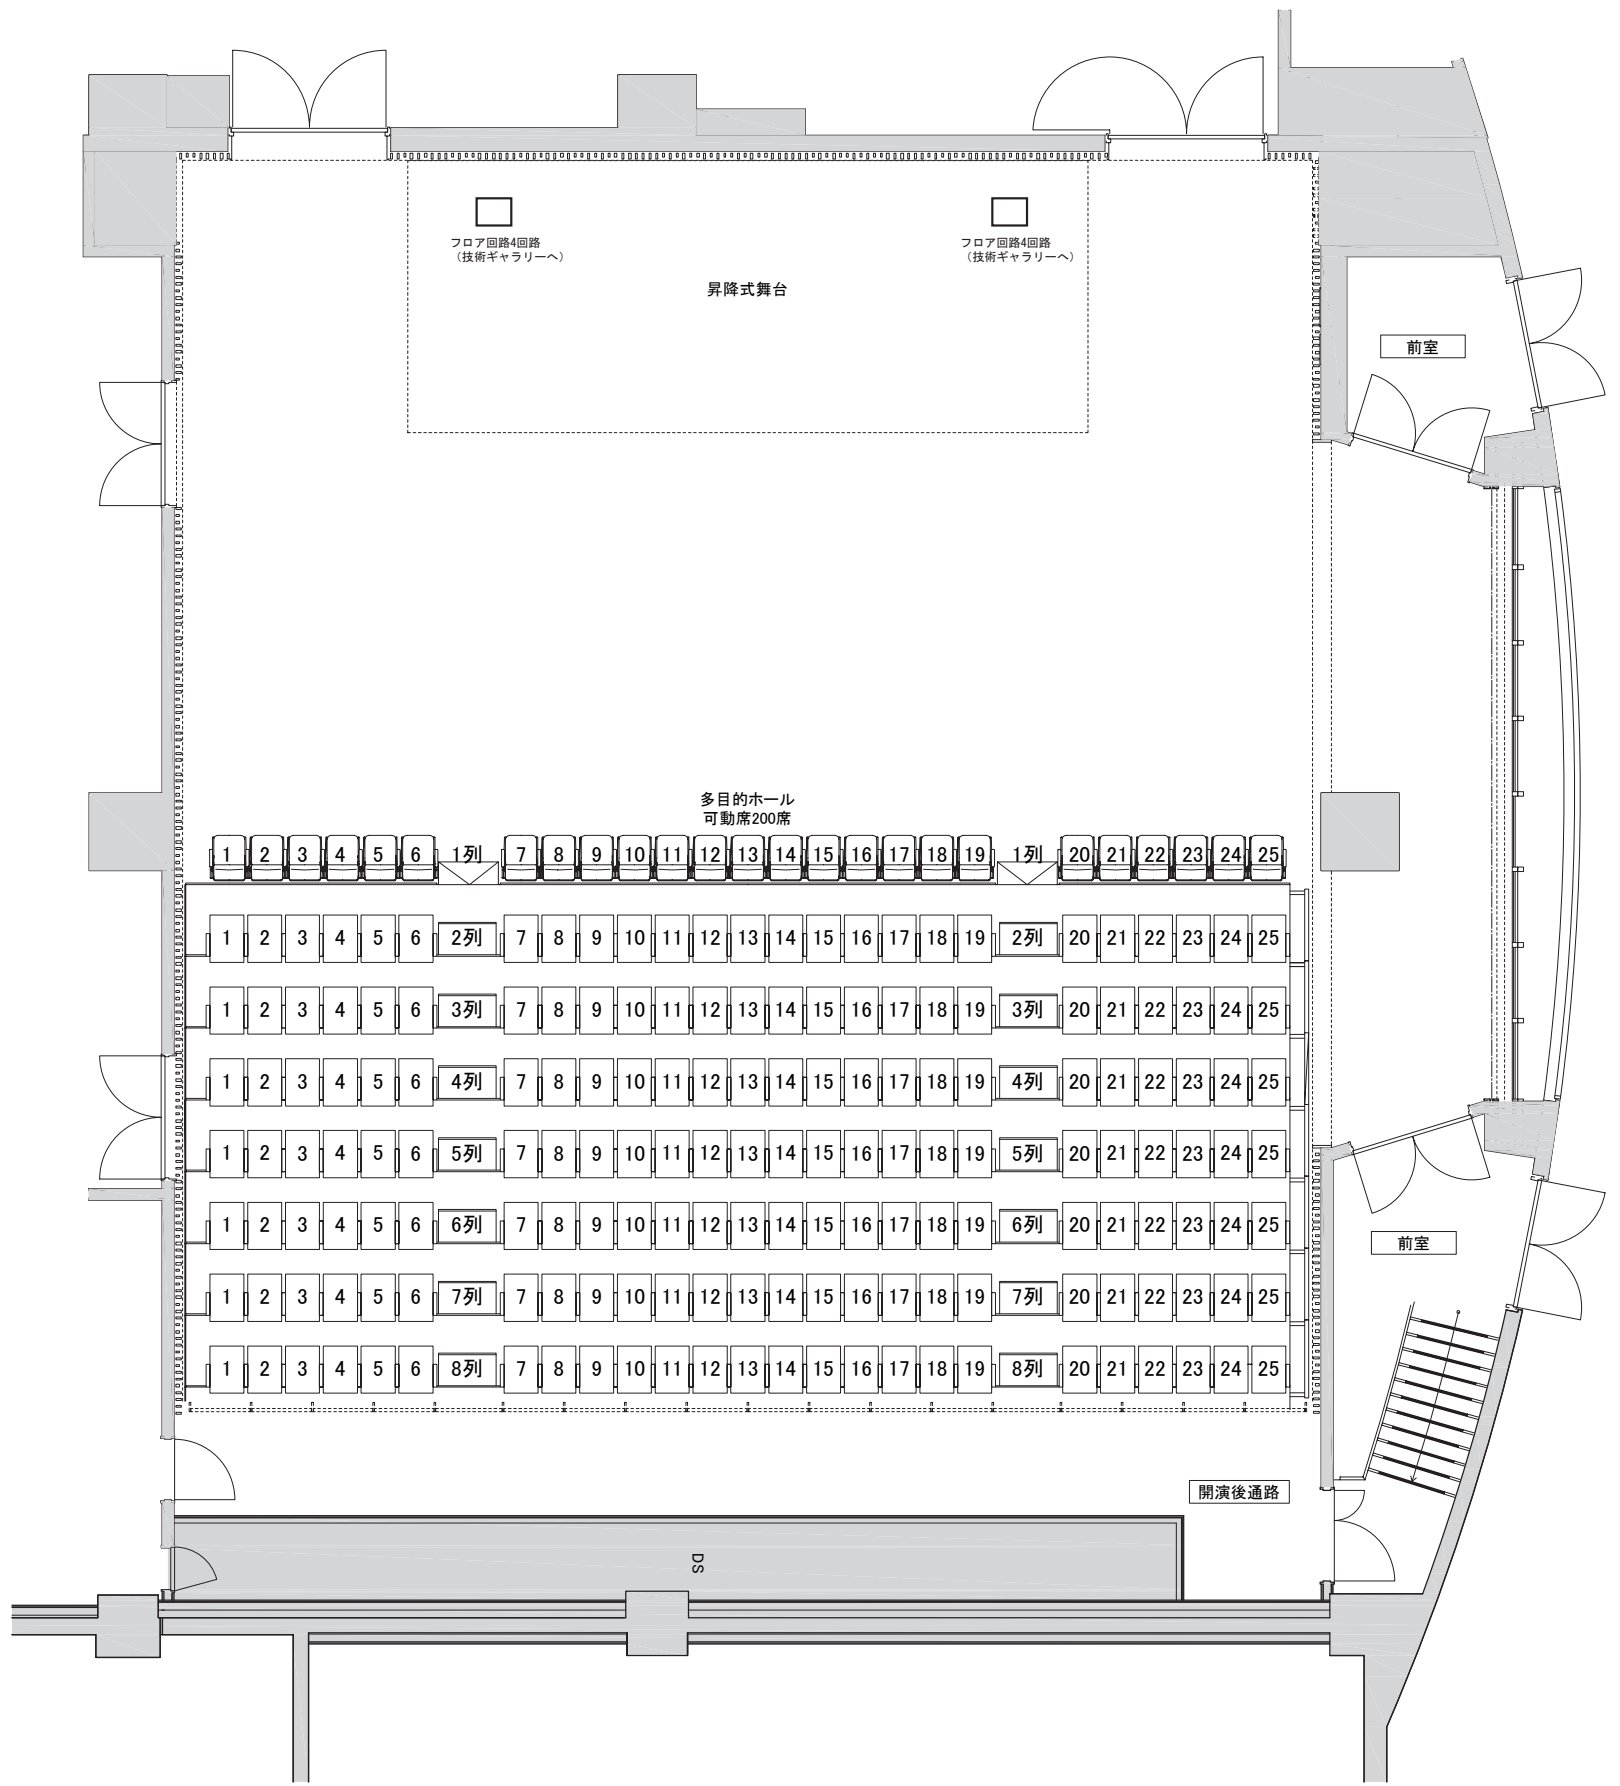 フロア回路4回路
（技術ギャラリーへ）
フロア回路4回路
（技術ギャラリーへ）
昇降式舞台
前室
多目的ホール
可動席200席
1 2 3 4 5 6 1列 7 8 9 10 11 12 13 14 15 16 17 18 19 1列 20 21 22 23 24 25
1 2 3 4 5 6 2列 7 8 9 10 11 12 13 14 15 16 17 18 19 2列 20 21 22 23 24 25
1 2 3 4 5 6 3列 7 8 9 10 11 12 13 14 15 16 17 18 19 3列 20 21 22 23 24 25
1 2 3 4 5 6 4列 7 8 9 10 11 12 13 14 15 16 17 18 19 4列 20 21 22 23 24 25
1 2 3 4 5 6 5列 7 8 9 10 11 12 13 14 15 16 17 18 19 5列 20 21 22 23 24 25
1 2 3 4 5 6 6列 7 8 9 10 11 12 13 14 15 16 17 18 19 6列 20 21 22 23 24 25
前室
1 2 3 4 5 6 7列 7 8 9 10 11 12 13 14 15 16 17 18 19 7列 20 21 22 23 24 25
1 2 3 4 5 6 8列 7 8 9 10 11 12 13 14 15 16 17 18 19 8列 20 21 22 23 24 25
開演後通路
DS